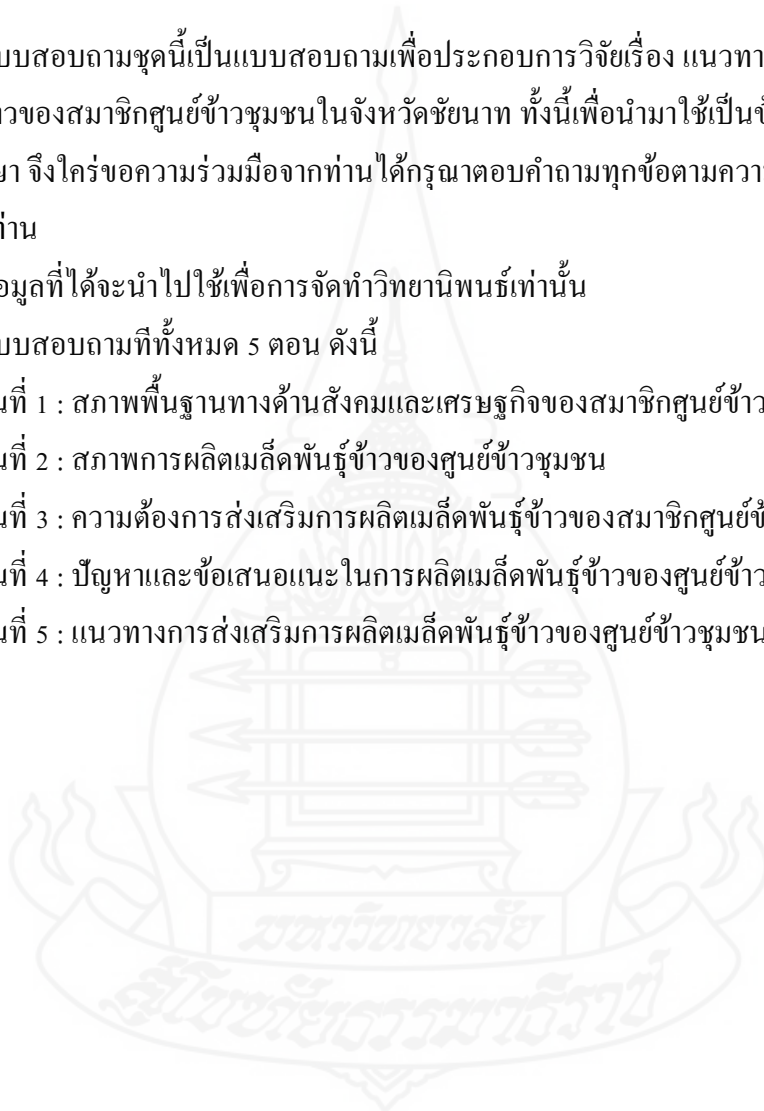 บบสอบถามชุดนี้เป็นแบบสอบถามเพื่อประกอบการวิจัยเรื่อง แนวทา
าวของสมาชิกศูนย์ข้าวชุมชนในจังหวัดชัยนาท ทั้งนี้เพื่อนำมาใช้เป็นข้
ษา จึงใคร่ขอความร่วมมือจากท่านได้กรุณาตอบคำถามทุกข้อตามควา
ท่าน
อมูลที่ได้จะนำไปใช้เพื่อการจัดทำวิทยานิพนธ์เท่านั้น
บบสอบถามทีทั้งหมด 5 ตอน ดังนี้
นที่ 1 : สภาพพื้นฐานทางด้านสังคมและเศรษฐกิจของสมาชิกศูนย์ข้าว
นที่ 2 : สภาพการผลิตเมล็ดพันธุ์ข้าวของศูนย์ข้าวชุมชน
นที่ 3 : ความต้องการส่งเสริมการผลิตเมล็ดพันธุ์ข้าวของสมาชิกศูนย์ข้
นที่ 4 : ปัญหาและข้อเสนอแนะในการผลิตเมล็ดพันธุ์ข้าวของศูนย์ข้าว
นที่ 5 : แนวทางการส่งเสริมการผลิตเมล็ดพันธุ์ข้าวของศูนย์ข้าวชุมชน
มหาวิทยาลัย
สุโขทัยธรรมาธิราช